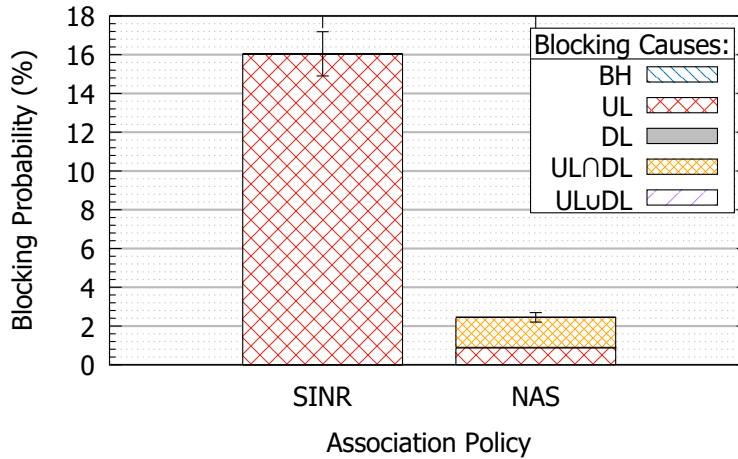 Blocking Probability (%)
18
16
14
12
10
8
6
4
2
0
Blocking Causes:
BH
UL
DL
UL∩DL
UL∪DL
SINR
NAS
Association Policy